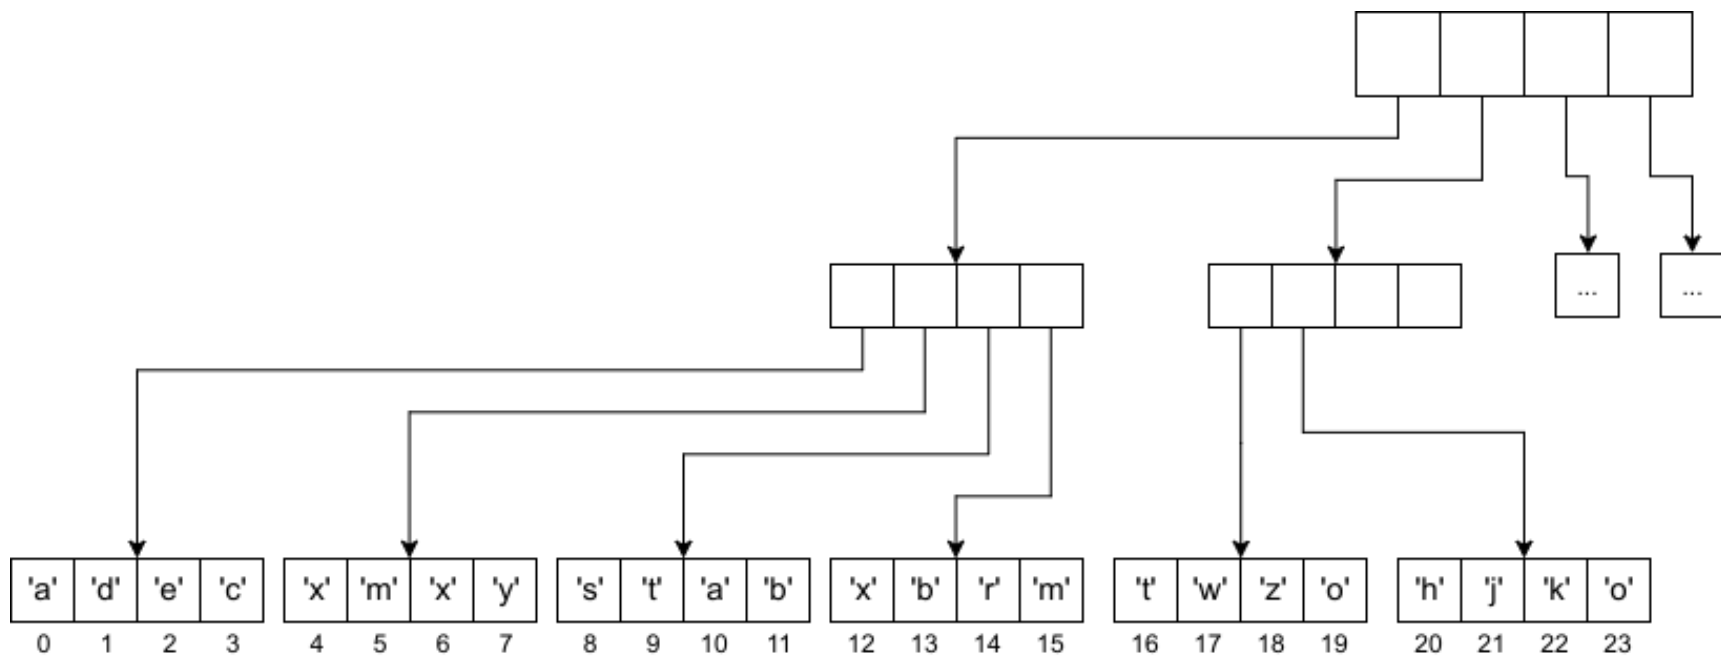 ... ...
'a' 'd' 'e' 'c' 'x' 'm' 'x' 'y' 's' 't' 'a' 'b' 'x' 'b' 'r' 'm' 't' 'w' 'z' 'o' 'h' 'j' 'k' 'o'
0 1 2 3 4 5 6 7 8 9 10 11 12 13 14 15 16 17 18 19 20 21 22 23